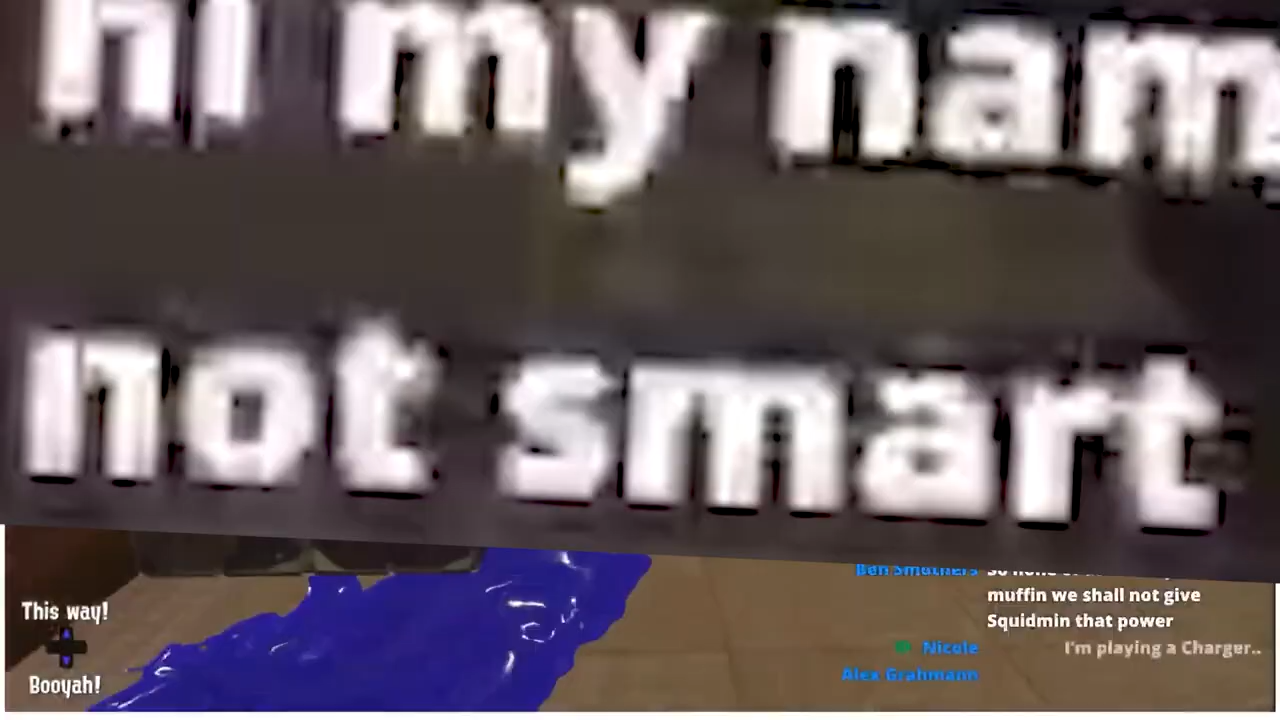 hi my nam
not smart
This way!
Booyah!
Ben Smothers
muffin we shall not give
Squidmin that power
Nicole I'm playing a Charger..
Alex Grahmann